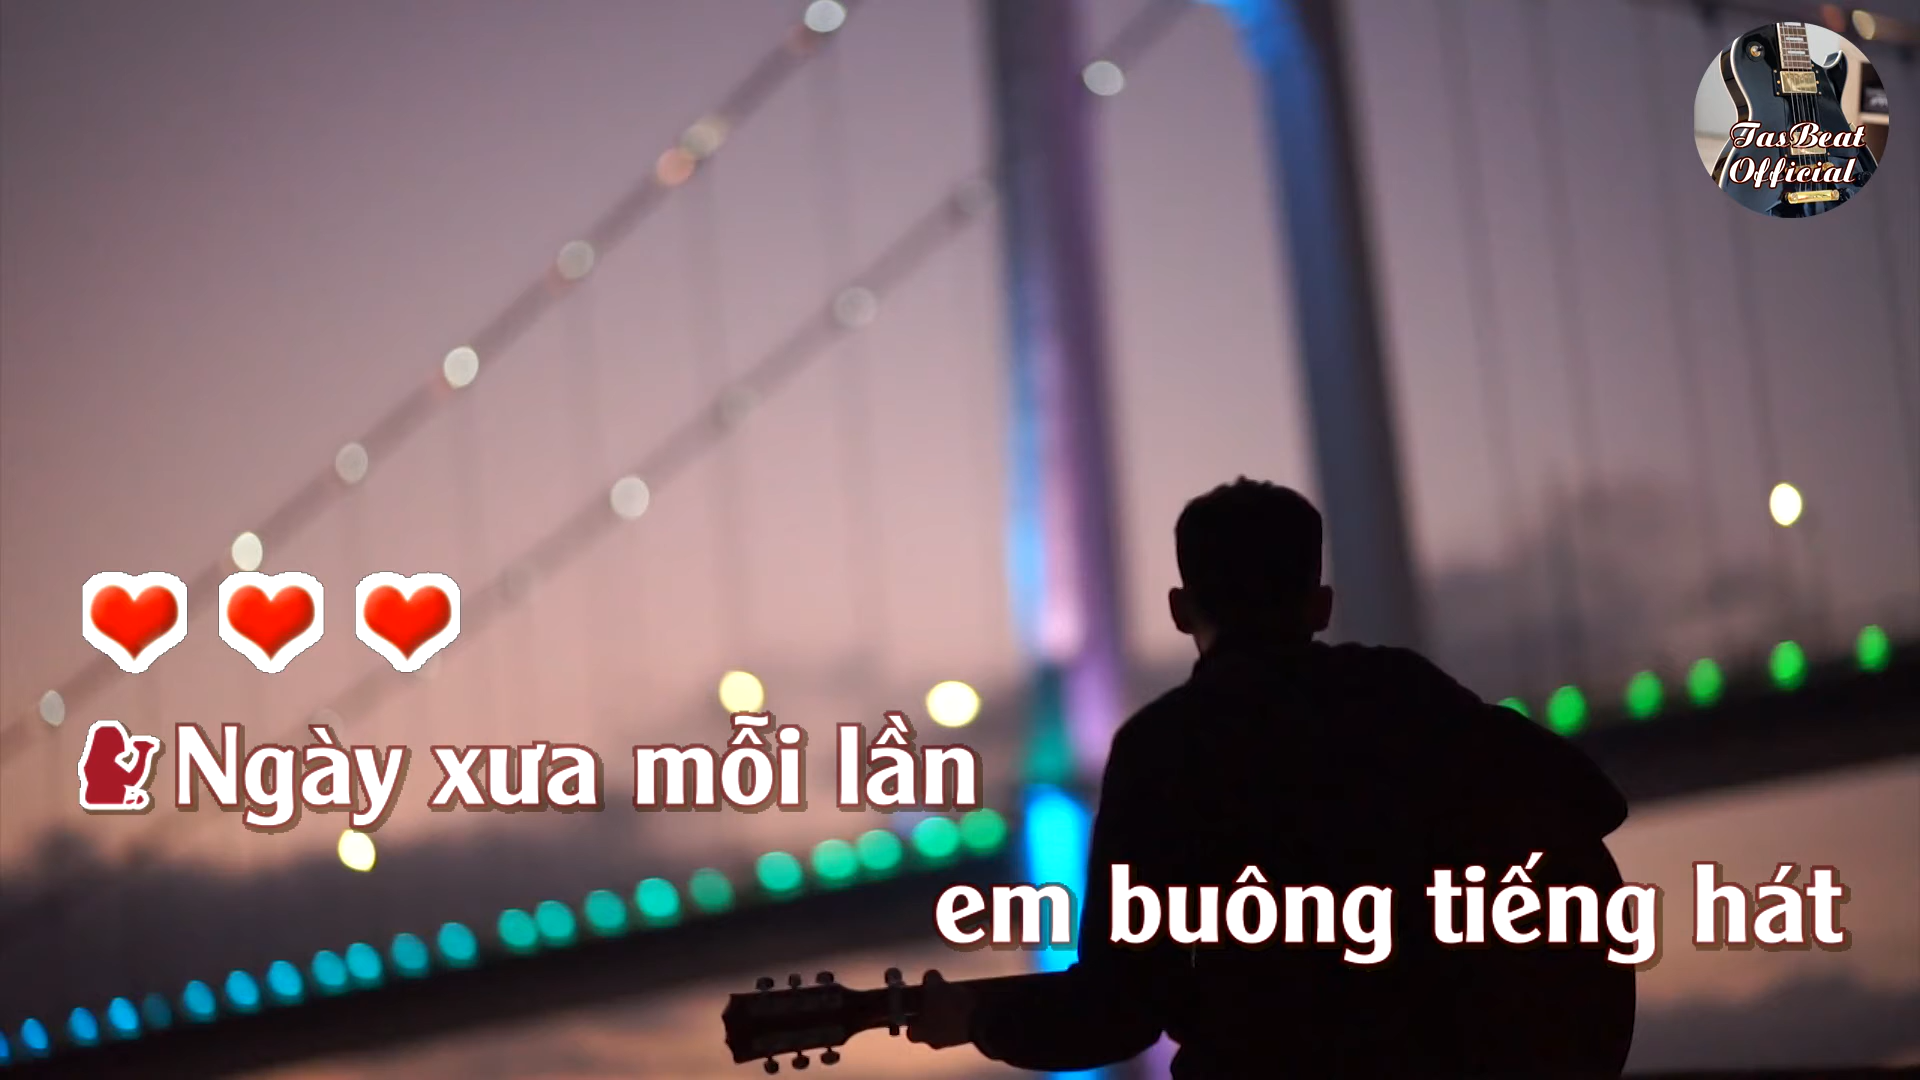 TasBeat
Official
Ngày xưa mỗi lần
em buông tiếng hát